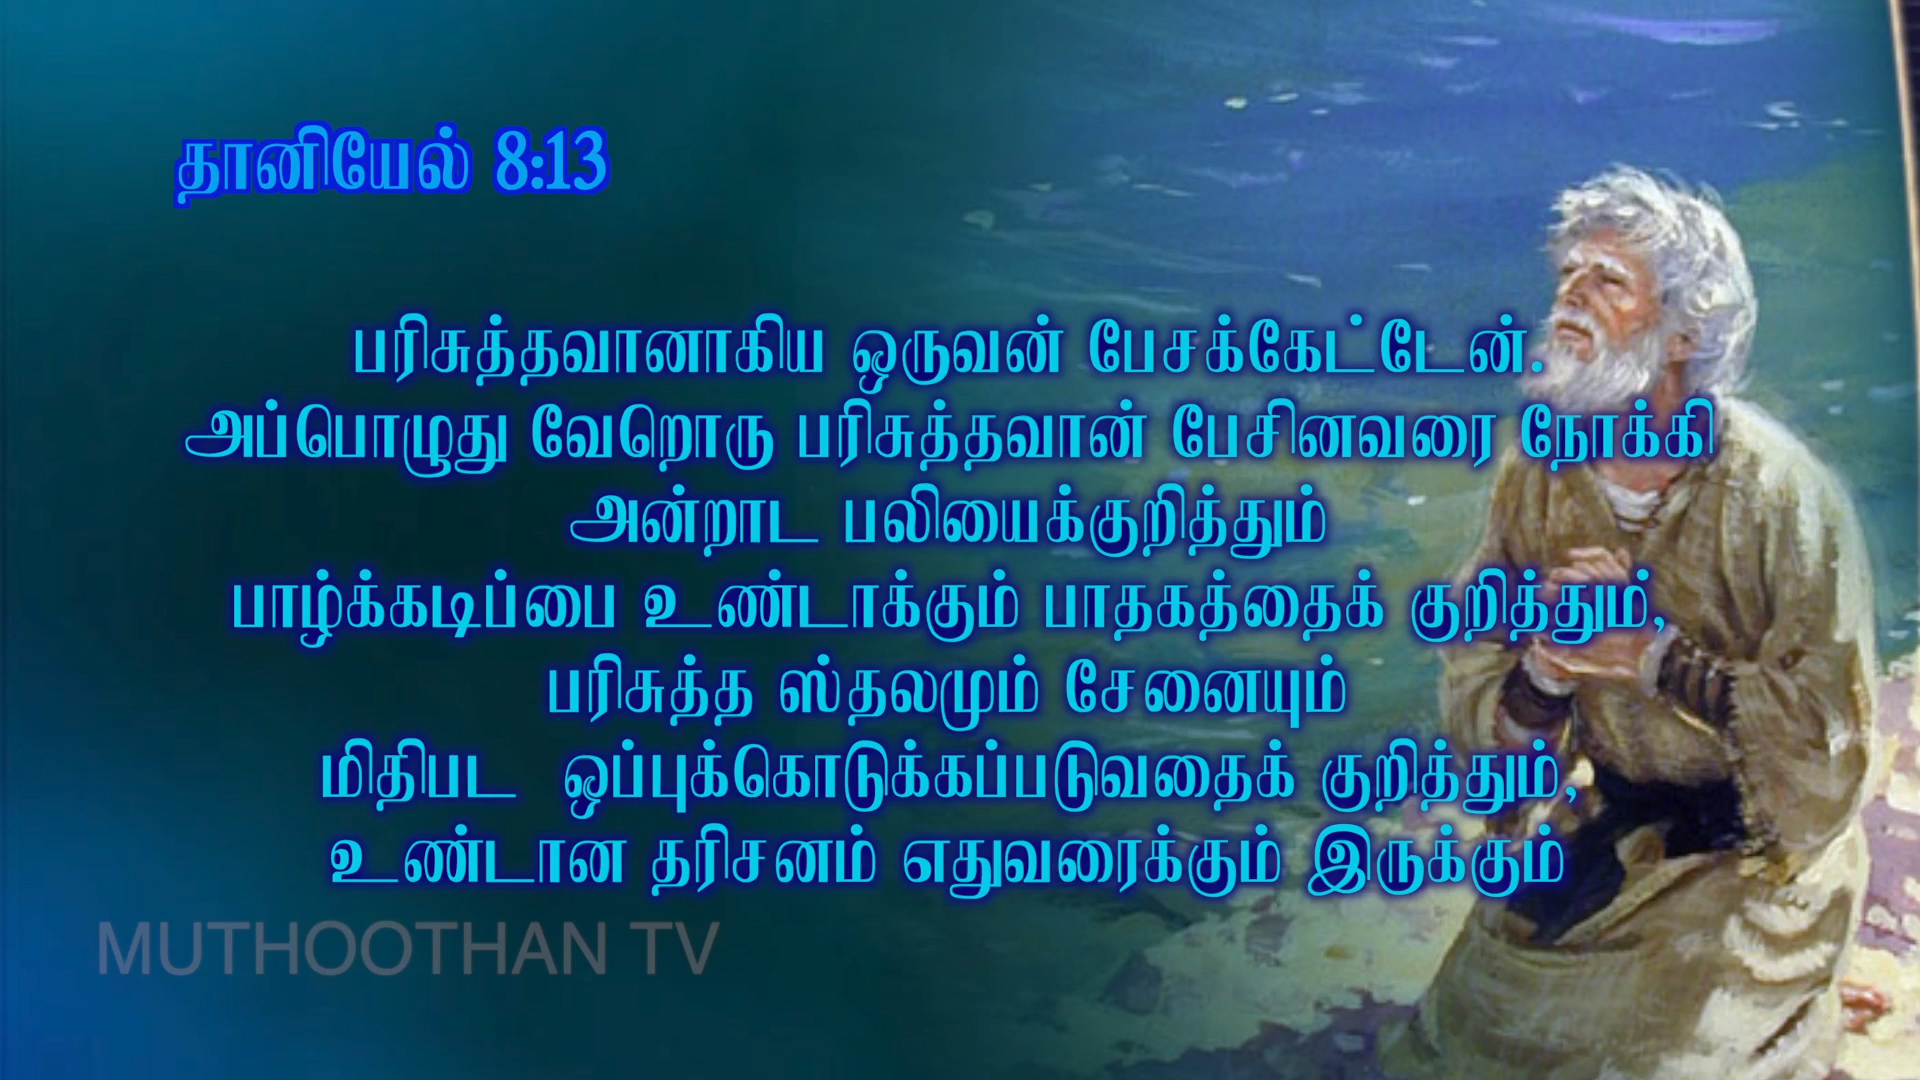 தானியேல் 8:13
பரிசுத்தவானாகிய ஒருவன் பேசக்கேட்டேன்.
அப்பொழுது வேறொரு பரிசுத்தவான் பேசினவரை நோக்கி
அன்றாட பலியைக்குறித்தும்
பாழ்க்கடிப்பை உண்டாக்கும் பாதகத்தைக் குறித்தும்,
பரிசுத்த ஸ்தலமும் சேனையும்
மிதிபட ஒப்புக்கொடுக்கப்படுவதைக் குறித்தும்,
உண்டான தரிசனம் எதுவரைக்கும் இருக்கும்
MUTHOOTHAN TV